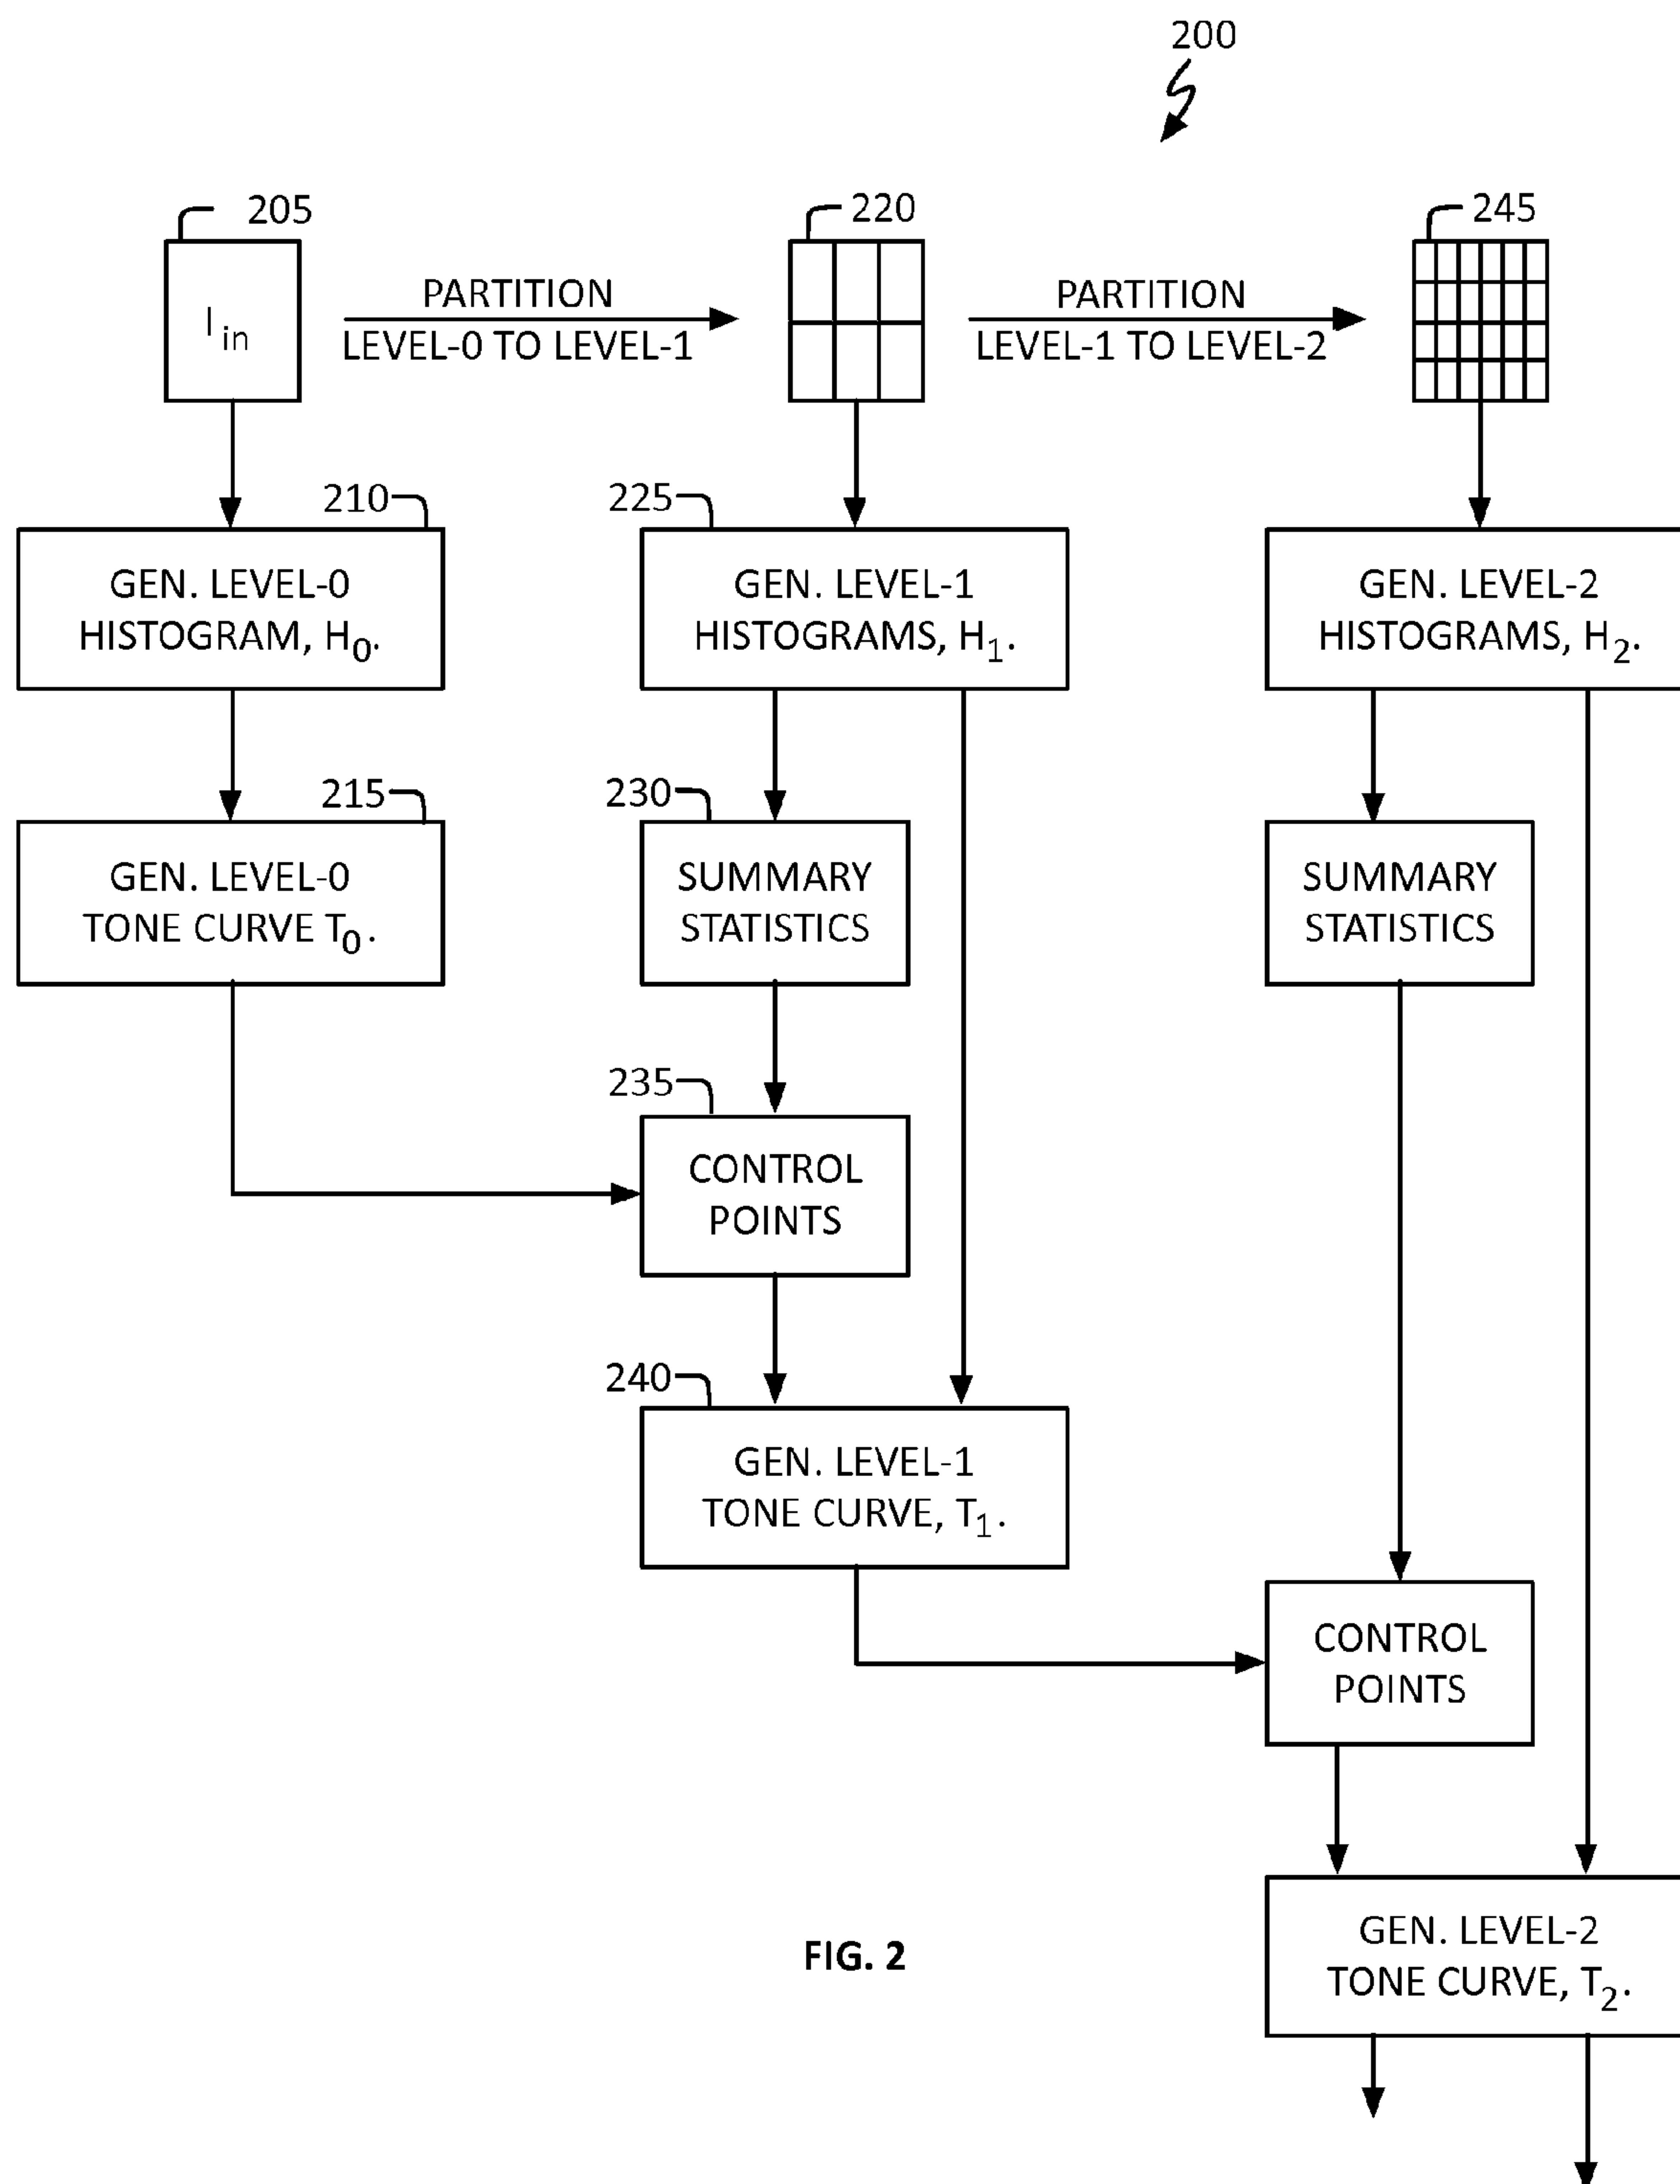 200
205
220
245
I in
PARTITION
LEVEL-0 TO LEVEL-1
PARTITION
LEVEL-1 TO LEVEL-2
210
GEN. LEVEL-0
HISTOGRAM, H0.
225
GEN. LEVEL-1
HISTOGRAMS, H1.
GEN. LEVEL-2
HISTOGRAMS, H2.
215
GEN. LEVEL-0
TONE CURVE T0.
230
SUMMARY
STATISTICS
SUMMARY
STATISTICS
235
CONTROL
POINTS
240
GEN. LEVEL-1
TONE CURVE, T1.
CONTROL
POINTS
GEN. LEVEL-2
TONE CURVE, T2.
FIG. 2